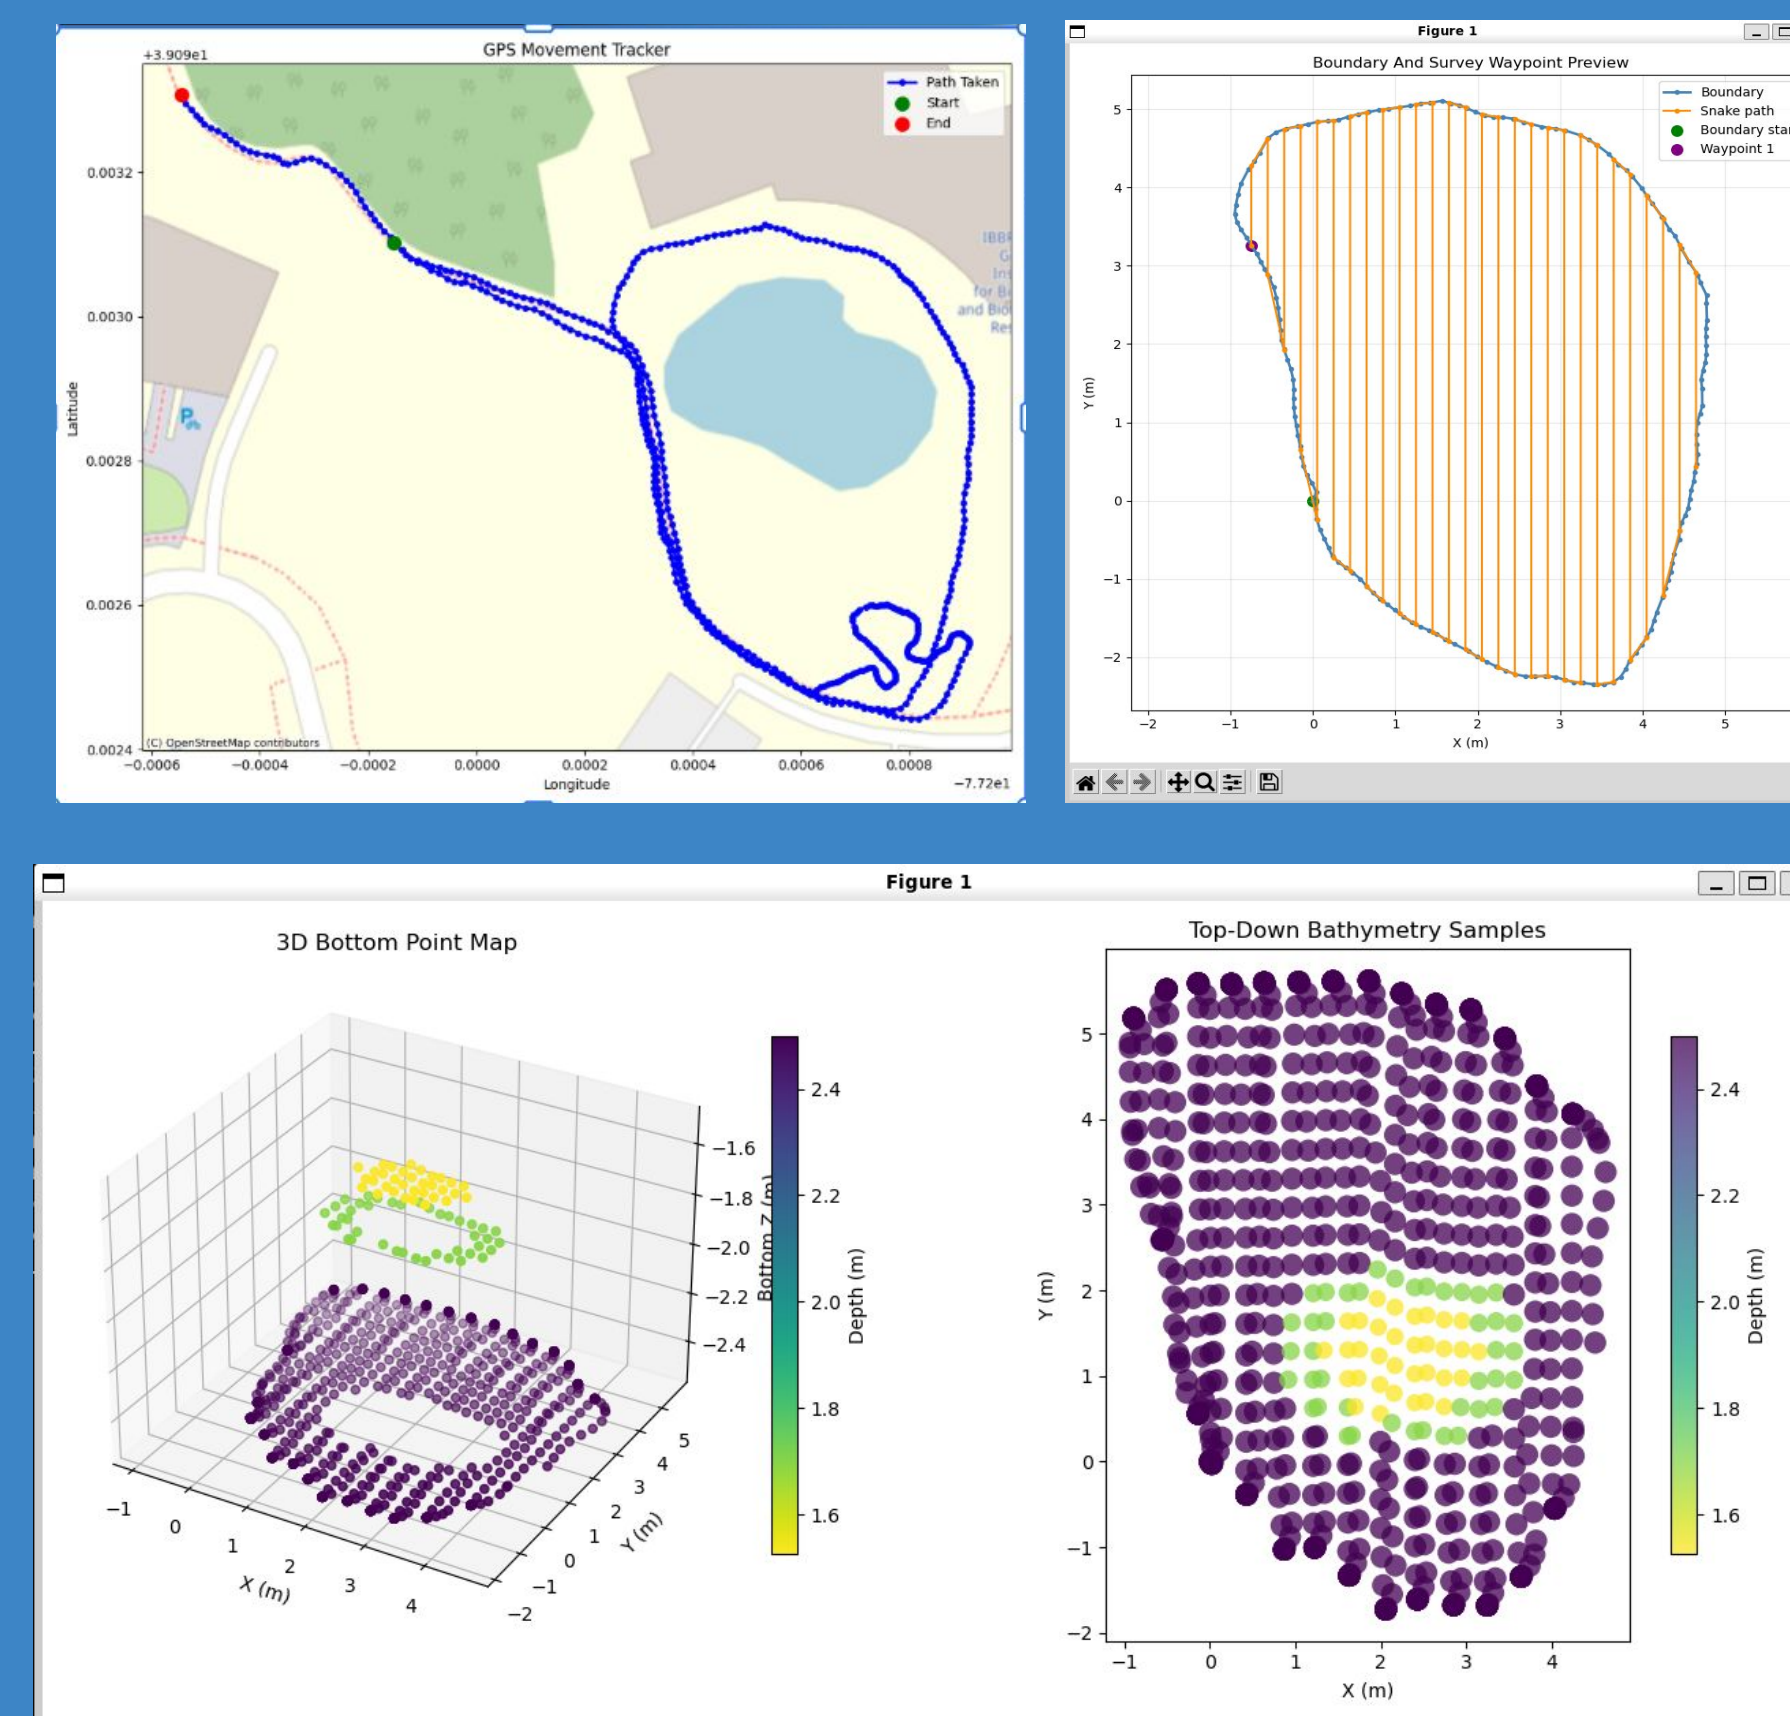 GPS Movement Tracker
+3.909e1
Path Taken
Start
End
0.0032
0.0030
0.0028
0.0026
0.0024
Latitude
P
IBBR
(C) OpenStreetMap contributors
−0.0006 −0.0004 −0.0002 0.0000 0.0002 0.0004 0.0006 0.0008
Longitude
−7.72e1
Figure 1
Boundary And Survey Waypoint Preview
Boundary
Snake path
Boundary star
Waypoint 1
5
4
3
2
1
0
−1
−2
Y (m)
−2 −1 0 1 2 3 4 5
X (m)
Figure 1
3D Bottom Point Map
−1.6
−1.8
−2.0
−2.2
−2.4
Bottom Z (m)
−1 0 1 2 3 4
X (m)
5
4
3
2
1
0
−1
−2
Y (m)
2.4
2.2
2.0
1.8
1.6
Depth (m)
Top-Down Bathymetry Samples
5
4
3
2
1
0
−1
−2
Y (m)
−1 0 1 2 3 4
X (m)
2.4
2.2
2.0
1.8
1.6
Depth (m)